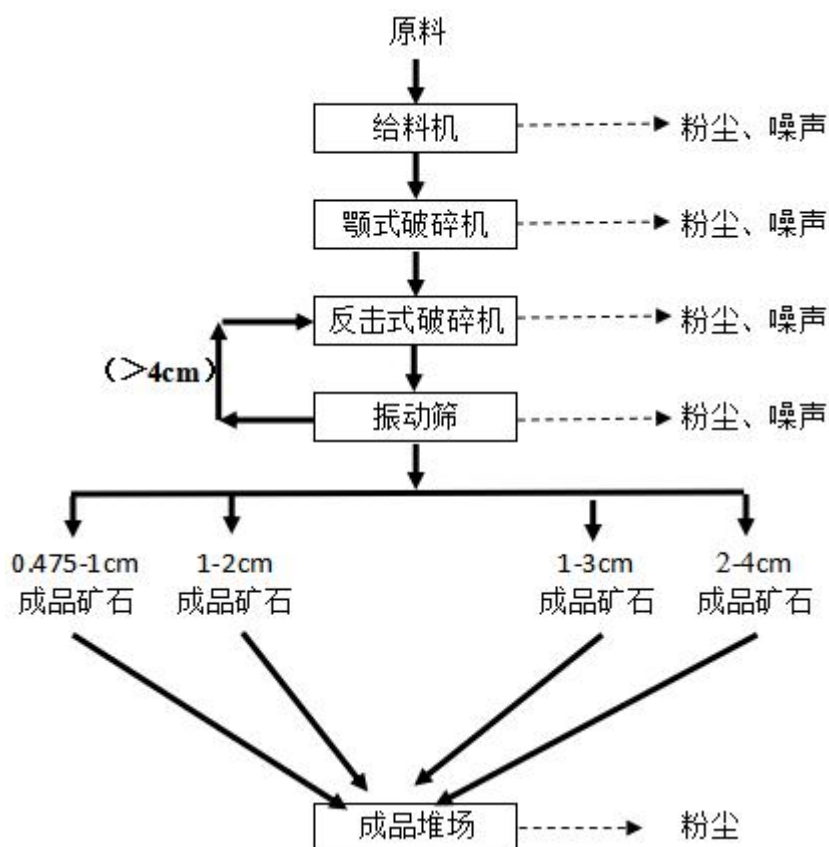 原料
给料机
粉尘、噪声
颚式破碎机
粉尘、噪声
反击式破碎机
粉尘、噪声
（＞4cm）
振动筛
粉尘、噪声
0.475-1cm
成品矿石
1-2cm
成品矿石
1-3cm
成品矿石
2-4cm
成品矿石
成品堆场
粉尘